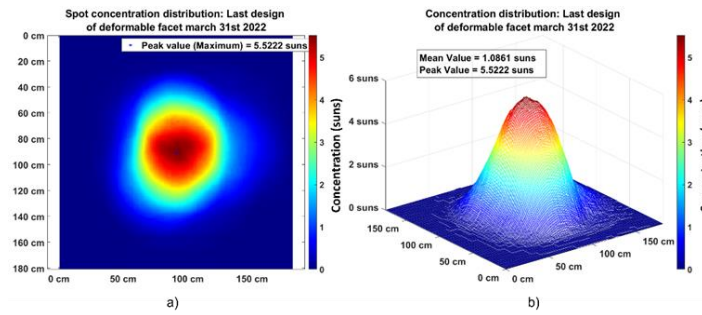 Spot concentration distribution: Last design
of deformable facet march 31st 2022
Peak value (Maximum) = 5.5222 suns
0 cm
20 cm
40 cm
60 cm
80 cm
100 cm
120 cm
140 cm
160 cm
180 cm
0 cm
50 cm
100 cm
150 cm
5
4
3
2
1
0
Concentration (suns)
a)
Concentration distribution: Last design
of deformable facet march 31st 2022
Mean Value = 1.0861 suns
Peak Value = 5.5222 suns
6 suns
4 suns
2 suns
0 suns
150 cm
100 cm
50 cm
0 cm
0 cm
50 cm
100 cm
150 cm
5
4
3
2
1
0
b)